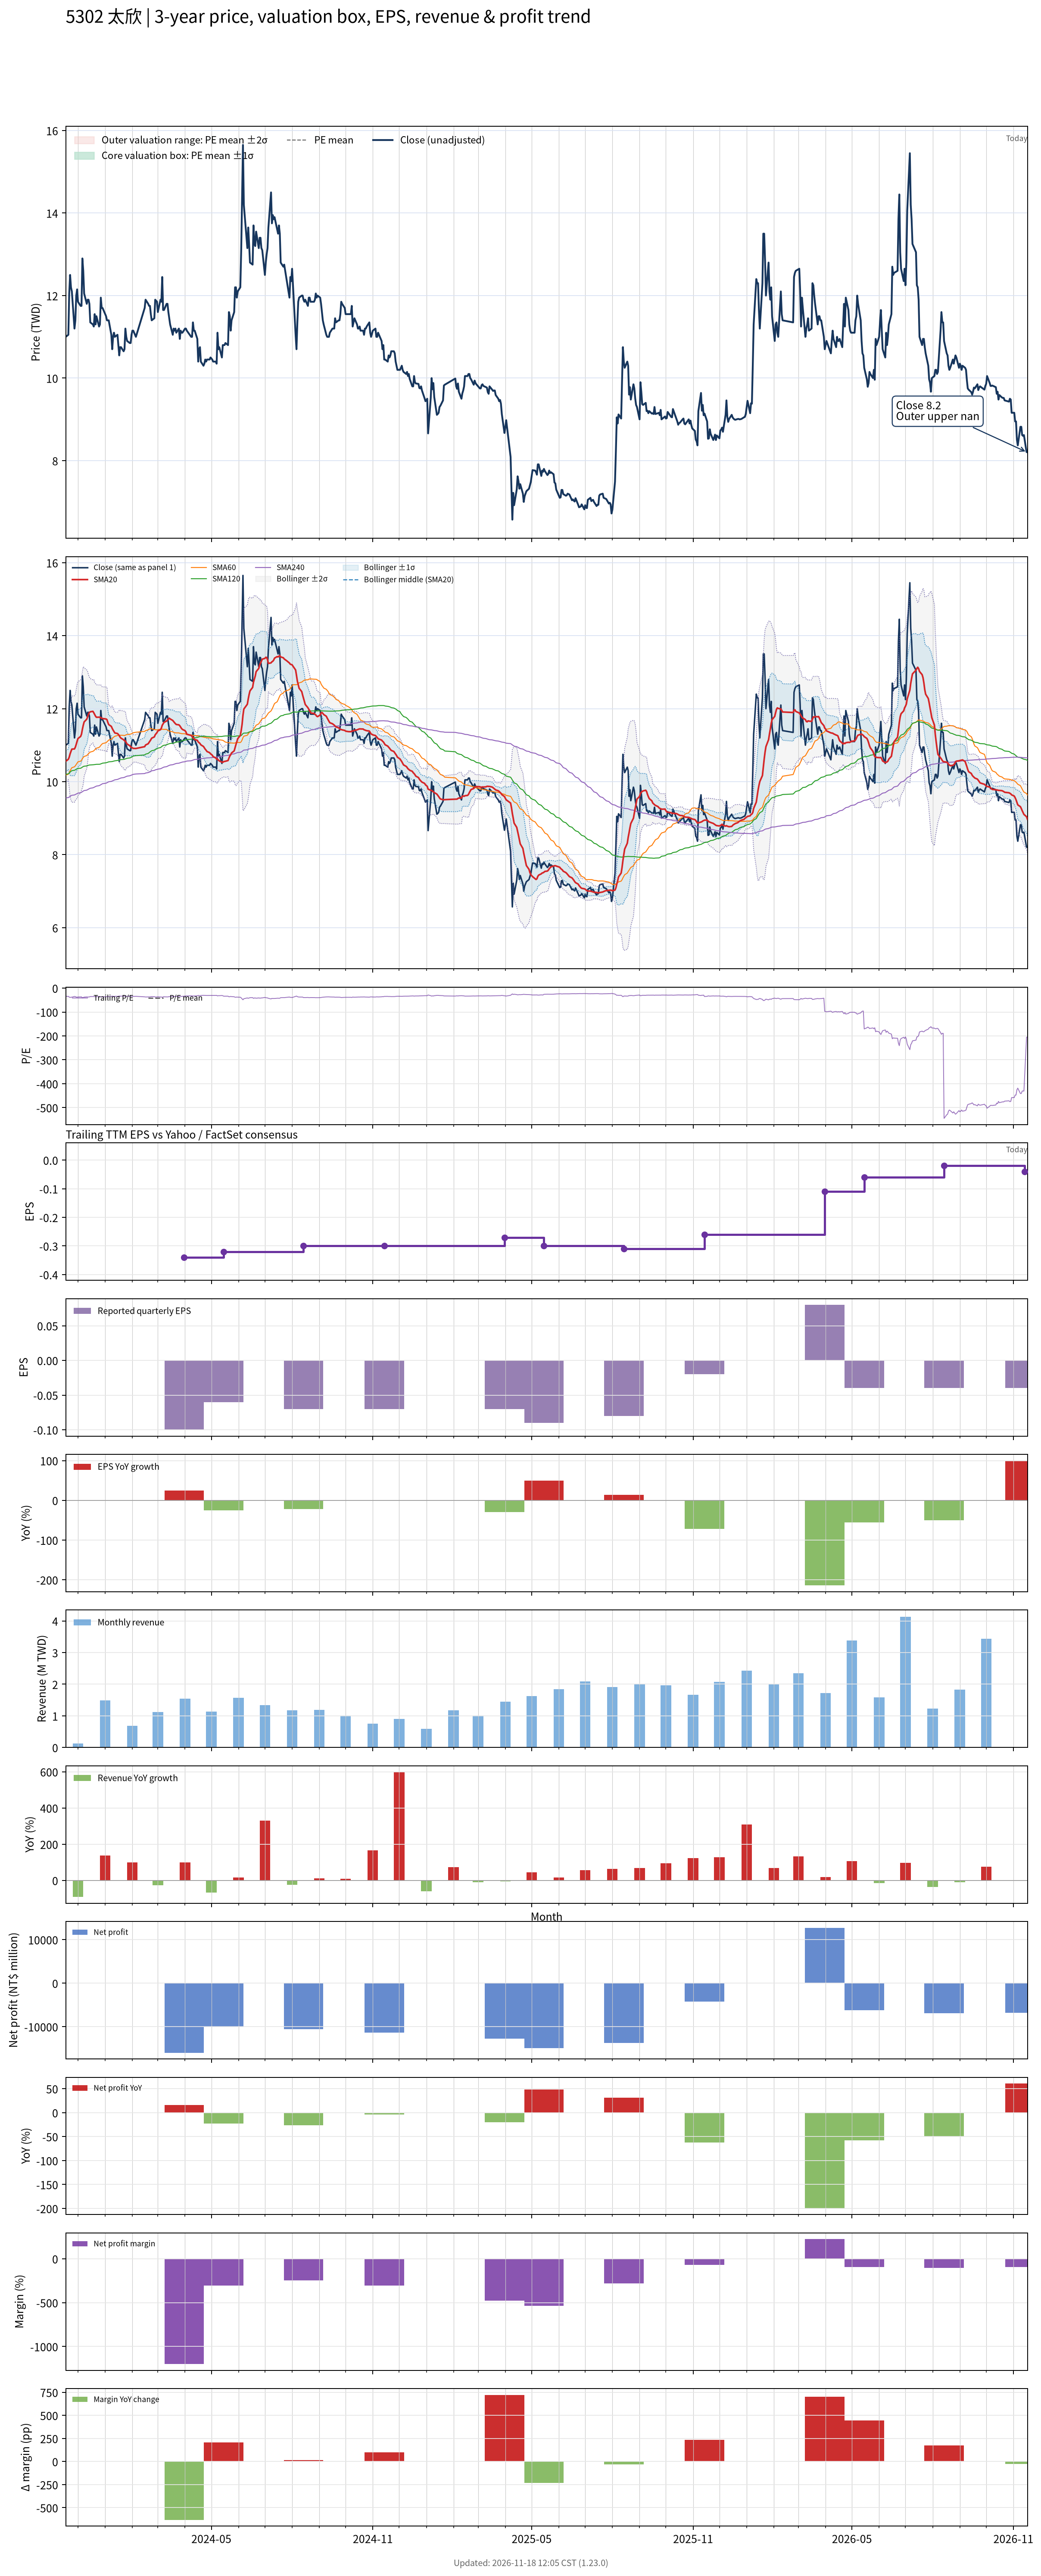 5302 太欣 | 3-year price, valuation box, EPS, revenue & profit trend
Outer valuation range: PE mean ±2σ
PE mean
Close (unadjusted)
Core valuation box: PE mean ±1σ
Today
16
14
12
10
8
Price (TWD)
Close 8.2
Outer upper nan
Close (same as panel 1)
SMA20
SMA60
SMA120
SMA240
Bollinger ±2σ
Bollinger ±1σ
Bollinger middle (SMA20)
16
14
12
10
8
6
Price
Trailing P/E
P/E mean
0
-100
-200
-300
-400
-500
P/E
Trailing TTM EPS vs Yahoo / FactSet consensus
Today
0.0
-0.1
-0.2
-0.3
-0.4
EPS
Reported quarterly EPS
0.05
0.00
-0.05
-0.10
EPS
EPS YoY growth
100
0
-100
-200
YoY (%)
Monthly revenue
4
3
2
1
0
Revenue (M TWD)
Revenue YoY growth
600
400
200
0
YoY (%)
Month
Net profit
10000
0
-10000
Net profit (NT$ million)
Net profit YoY
50
0
-50
-100
-150
-200
YoY (%)
Net profit margin
0
-500
-1000
Margin (%)
Margin YoY change
750
500
250
0
-250
-500
Δ margin (pp)
2024-05
2024-11
2025-05
2025-11
2026-05
2026-11
Updated: 2026-11-18 12:05 CST (1.23.0)